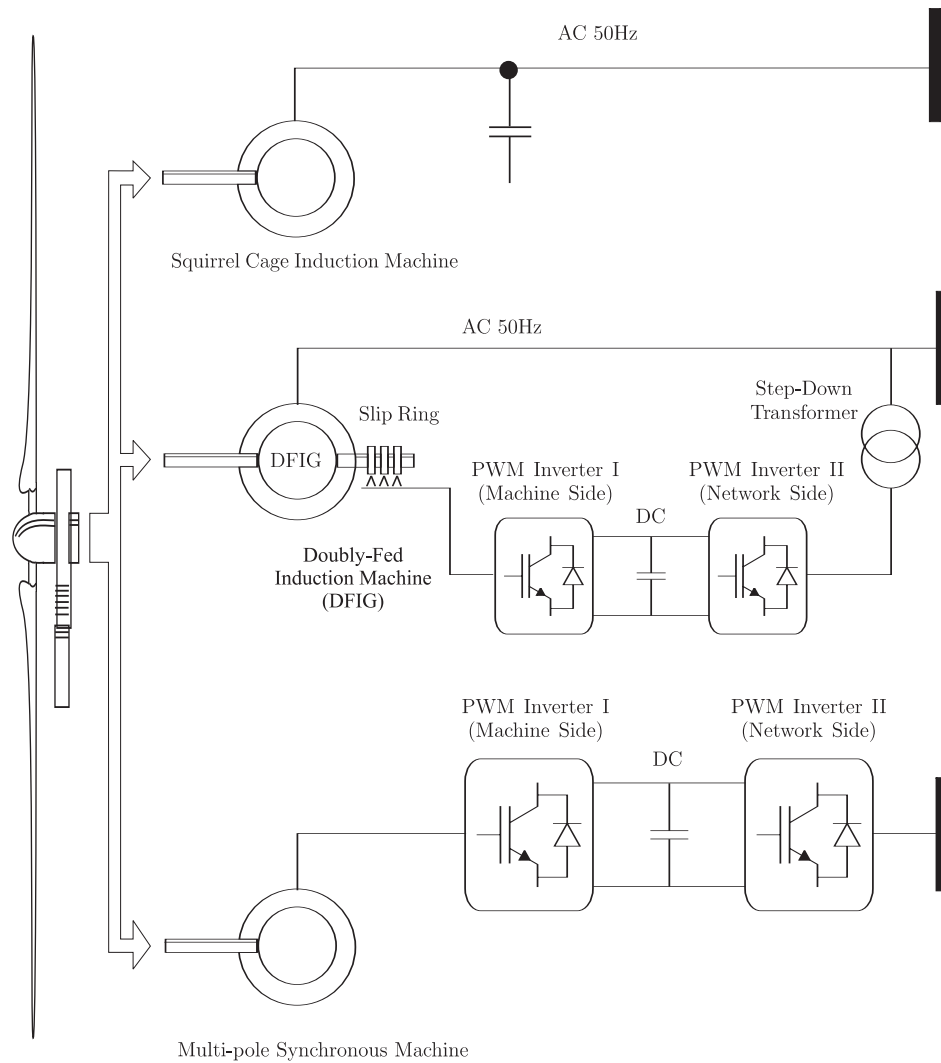 AC 50Hz
Squirrel Cage Induction Machine
AC 50Hz
Step-Down
Transformer
Slip Ring
DFIG
PWM Inverter I
(Machine Side)
PWM Inverter II
(Network Side)
DC
Doubly-Fed
Induction Machine
(DFIG)
PWM Inverter I
(Machine Side)
PWM Inverter II
(Network Side)
DC
Multi-pole Synchronous Machine